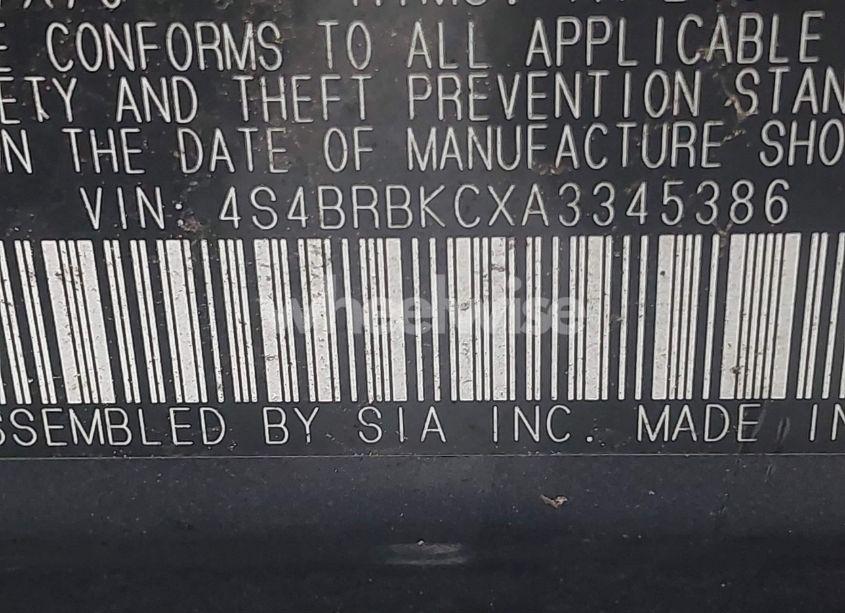 E CONFORMS TO ALL APPLICABLE
ETY AND THEFT PREVENTION STAN
N THE DATE OF MANUFACTURE SHO
VIN: 4S4BRBKCXA3345386
wheelwise
SSEMBLED BY SIA INC. MADE IN